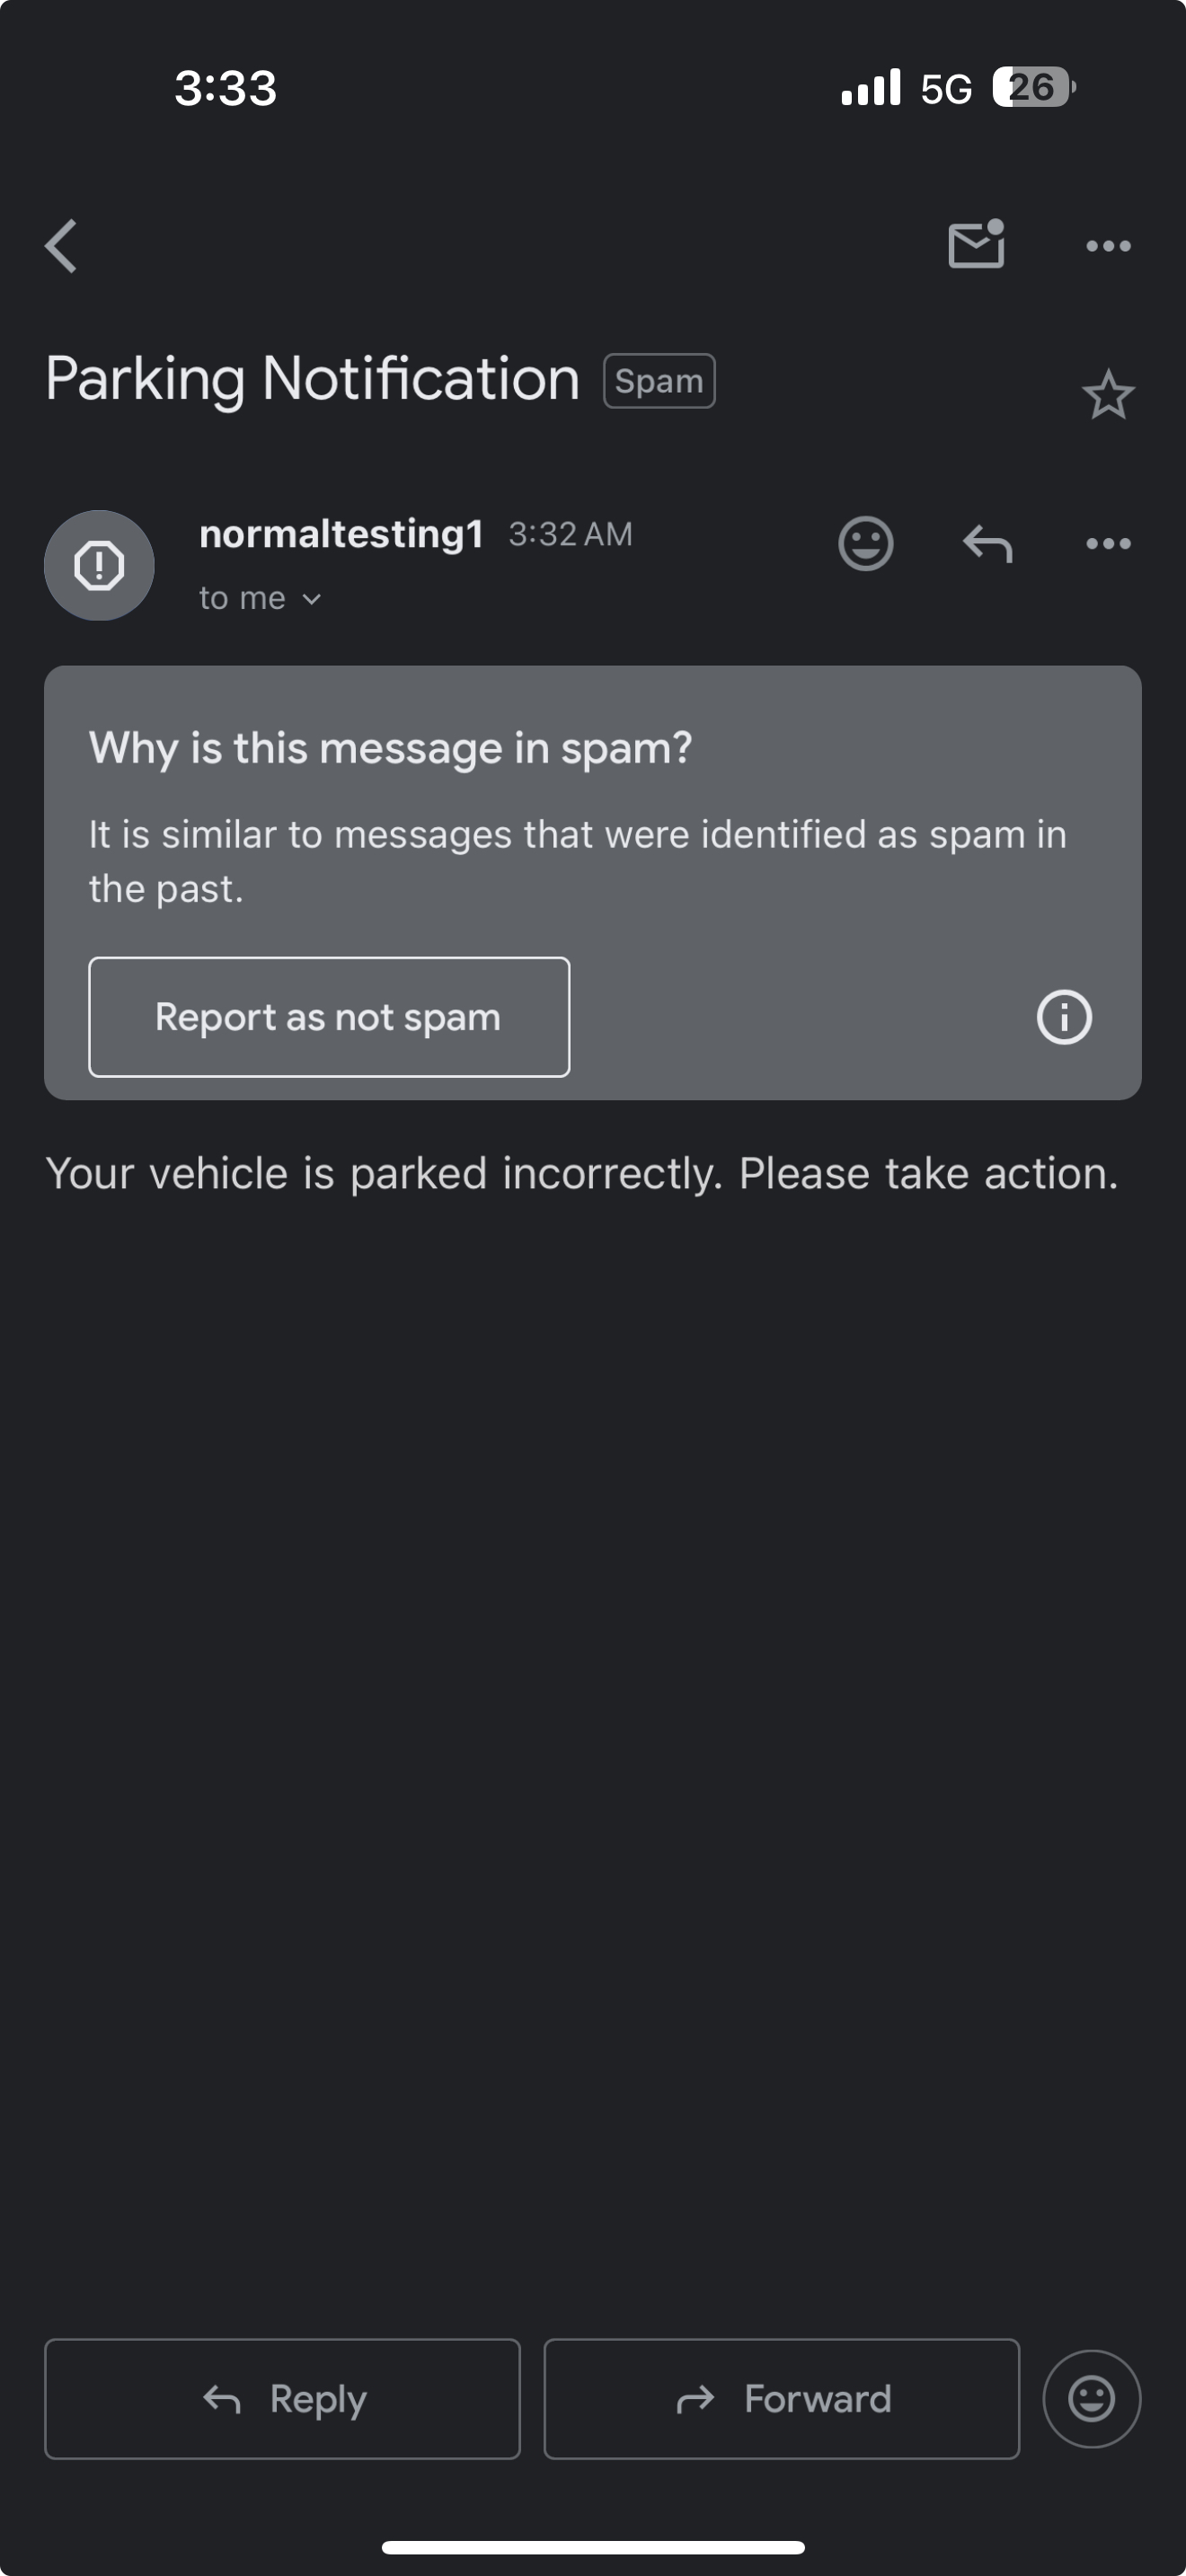 3:33 5G 26
Parking Notification Spam
normaltesting1 3:32 AM
to me
Why is this message in spam?
It is similar to messages that were identified as spam in
the past.
Report as not spam
Your vehicle is parked incorrectly. Please take action.
Reply Forward